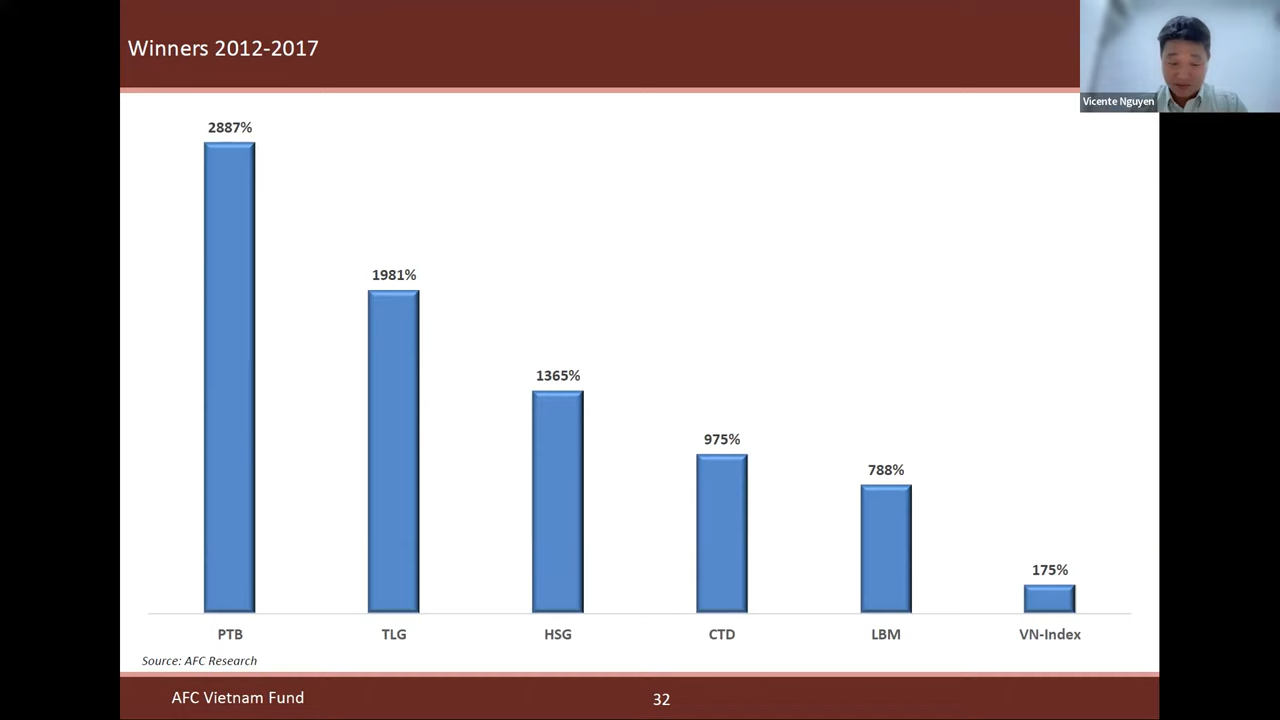 Winners 2012-2017
Vicente Nguyen
2887%
1981%
1365%
975%
788%
175%
PTB
TLG
HSG
CTD
LBM
VN-Index
Source: AFC Research
AFC Vietnam Fund
32